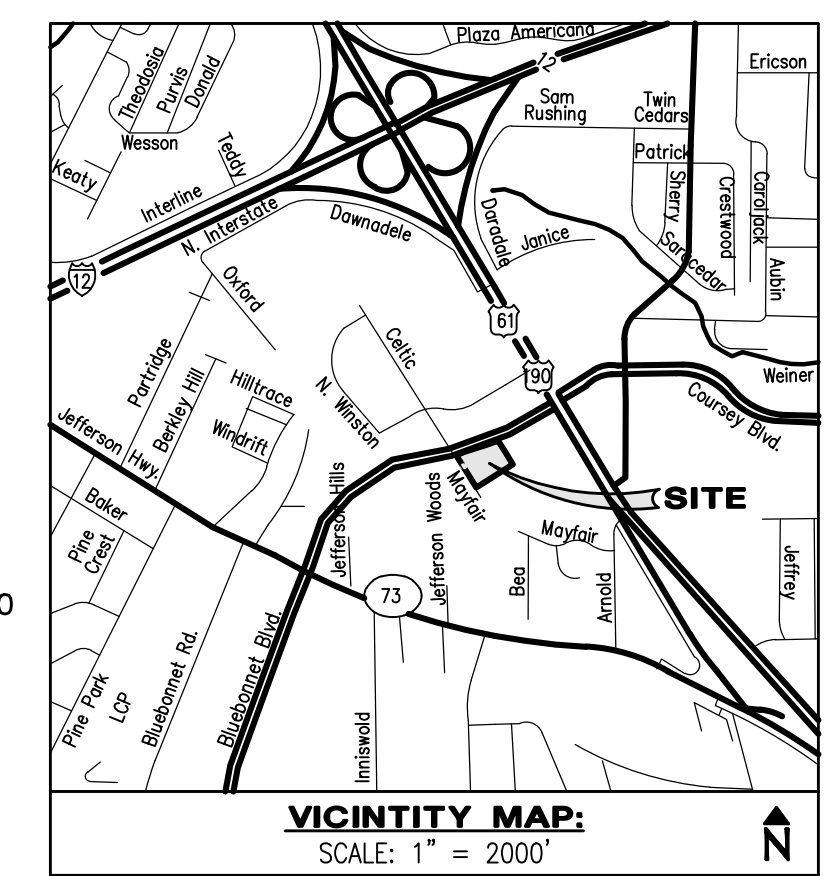 Plaza Americana
12
Ericson
Theodosia
Purvis
Donald
Sam
Rushing
Twin
Cedars
Wesson
Teddy
Patrick
Keaty
Sherry
Crestwood
Caroljack
Interline
N. Interstate
Dawnadele
Daradale
Janice
Saracedar
12
Oxford
Aubin
61
Celtic
190
Partridge
Berkley Hill
Hilltrace
N. Winston
Weiner
Coursey Blvd.
Jefferson Hwy.
Windrift
Jefferson Hills
Mayfair
SITE
Jefferson Woods
Baker
Pine
Crest
Mayfair
Jeffrey
Bea
Arnold
73
0
Bluebonnet Rd.
Bluebonnet Blvd.
Pine Park
LCP
Inniswold
VICINTITY MAP:
SCALE: 1" = 2000'
N